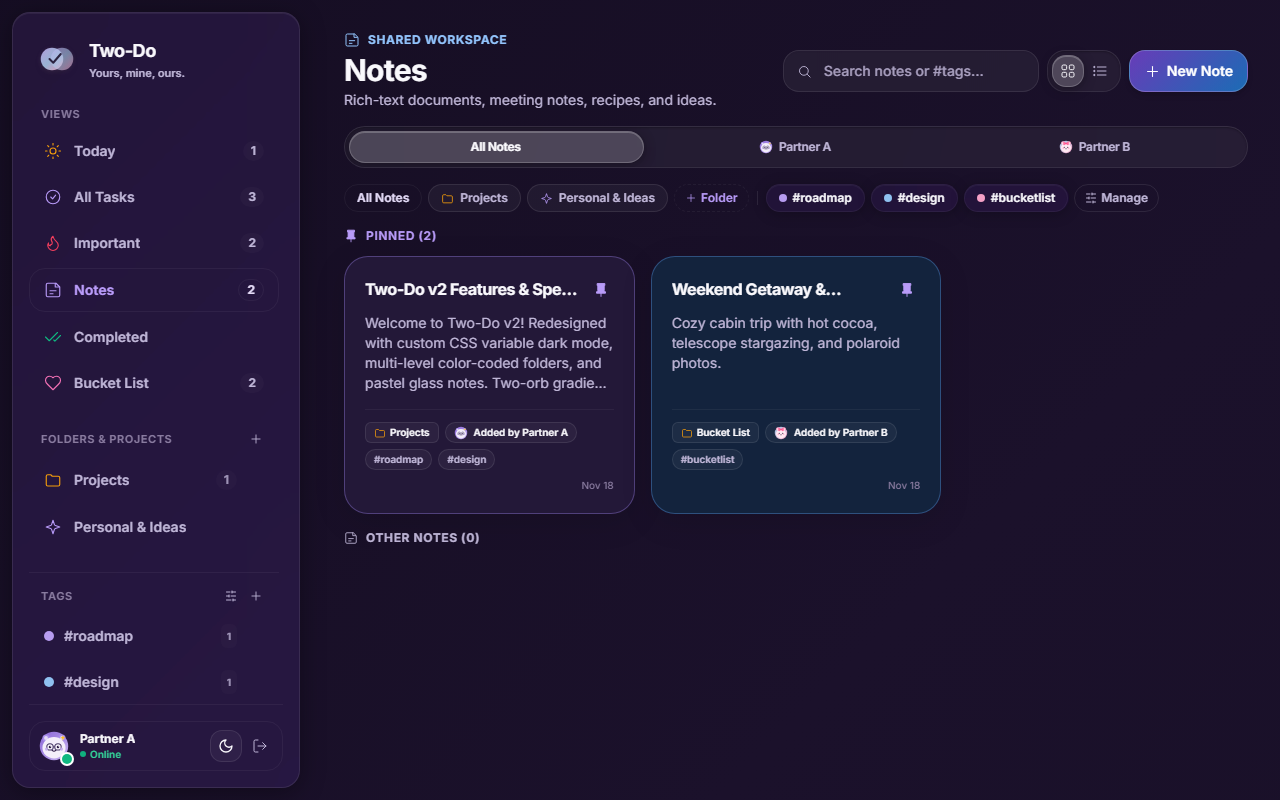 Two-Do
Yours, mine, ours.
VIEWS
Today 1
All Tasks 3
Important 2
Notes 2
Completed
Bucket List 2
FOLDERS & PROJECTS
Projects 1
Personal & Ideas
TAGS
#roadmap 1
#design 1
Partner A
Online
SHARED WORKSPACE
Notes
Rich-text documents, meeting notes, recipes, and ideas.
Search notes or #tags...
New Note
All Notes Partner A Partner B
All Notes Projects Personal & Ideas + Folder #roadmap #design #bucketlist Manage
PINNED (2)
Two-Do v2 Features & Spe...
Welcome to Two-Do v2! Redesigned
with custom CSS variable dark mode,
multi-level color-coded folders, and
pastel glass notes. Two-orb gradie...
Projects Added by Partner A
#roadmap #design
Nov 18
Weekend Getaway &...
Cozy cabin trip with hot cocoa,
telescope stargazing, and polaroid
photos.
Bucket List Added by Partner B
#bucketlist
Nov 18
OTHER NOTES (0)